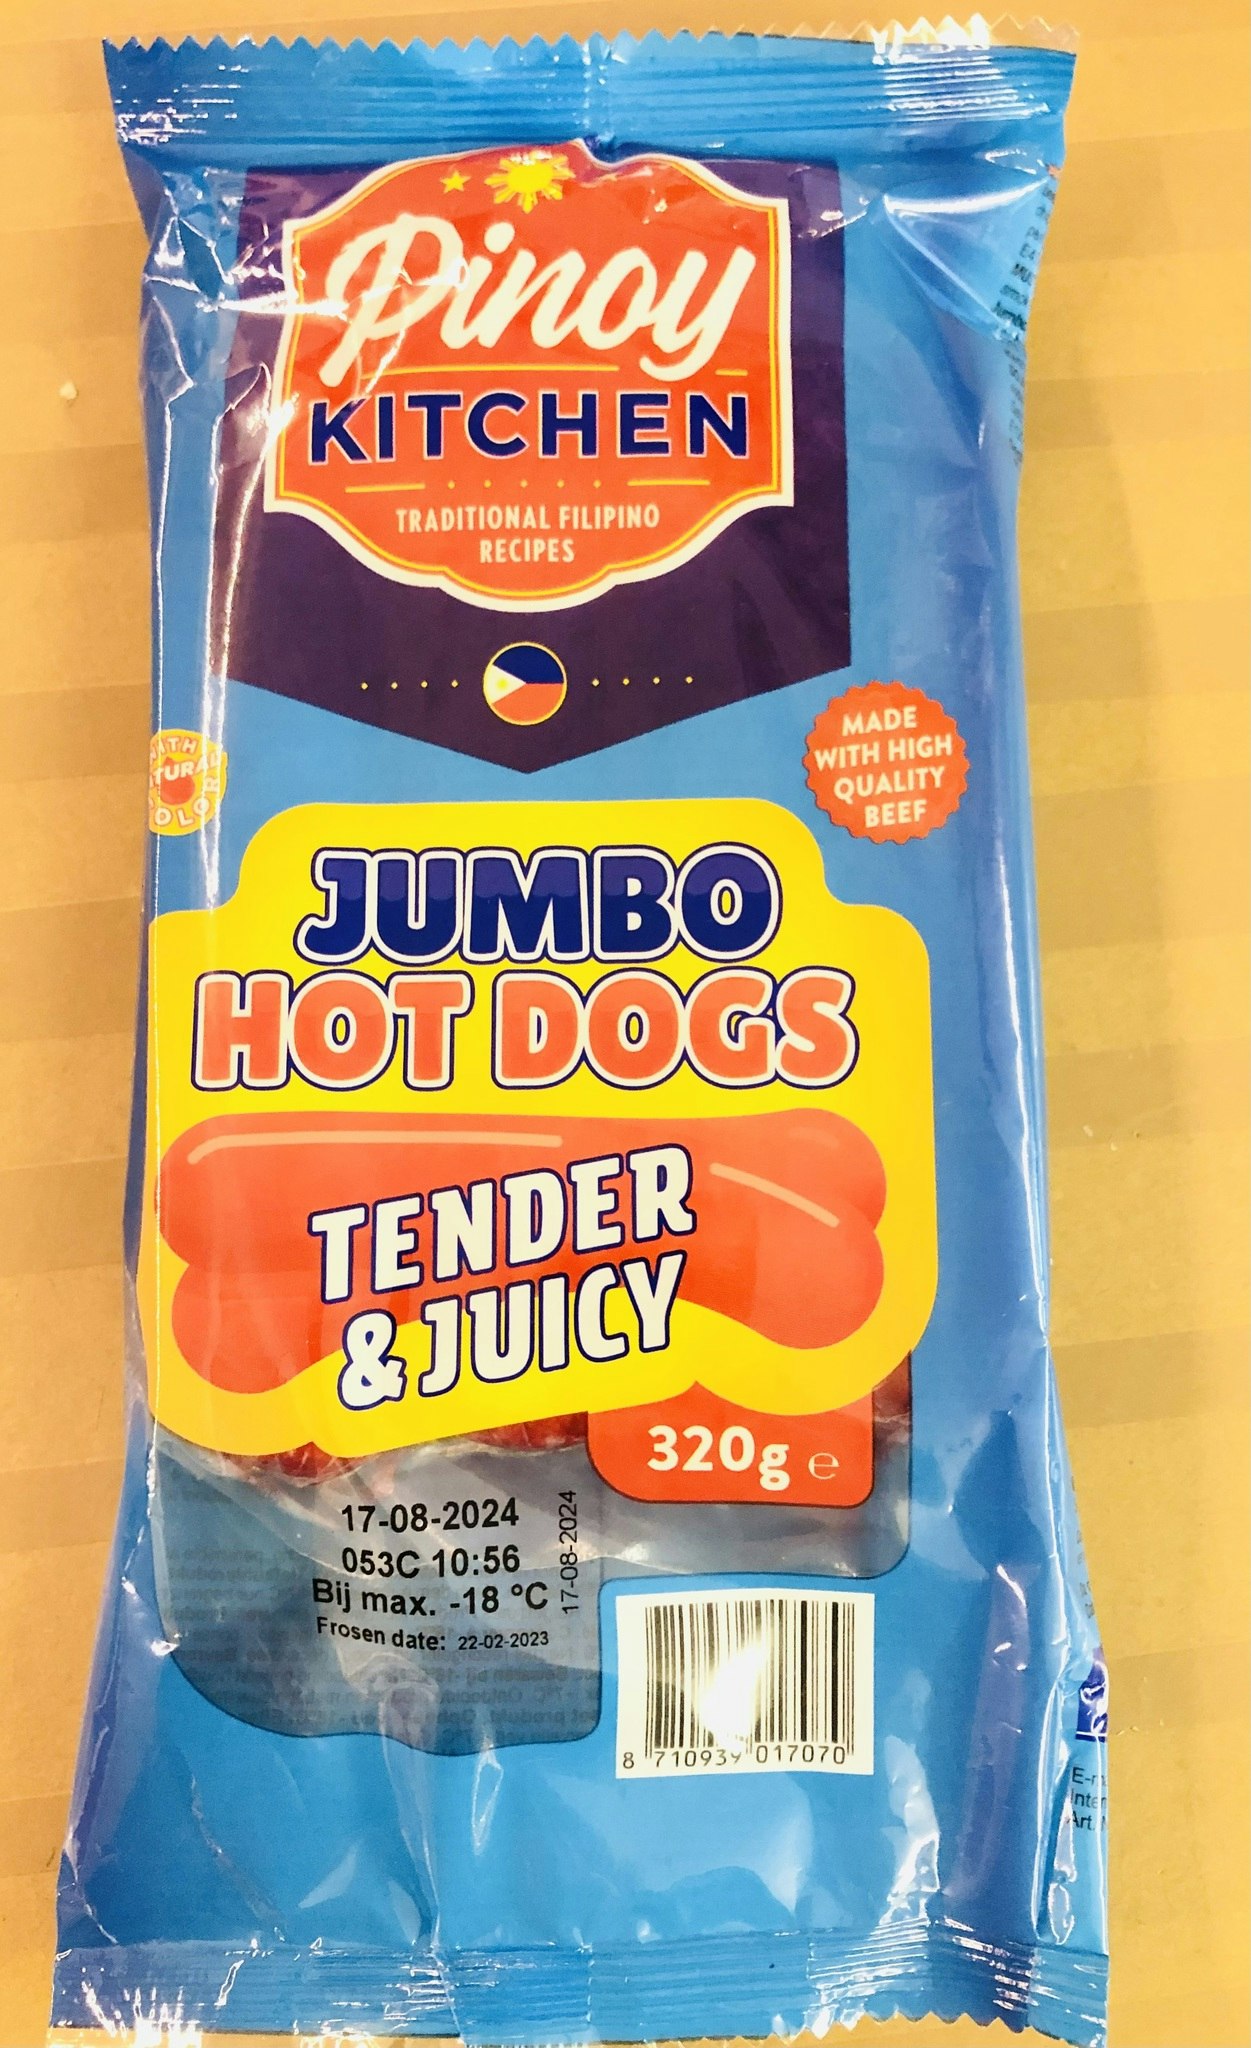 Pinoy
KITCHEN
TRADITIONAL FILIPINO
RECIPES
MADE
WITH HIGH
QUALITY
BEEF
JUMBO
HOT DOGS
TENDER
& JUICY
320g e
17-08-2024
053C 10:56
Bij max. -18 °C
Frosen date: 22-02-2023
17-08-2024
8 710939 017070